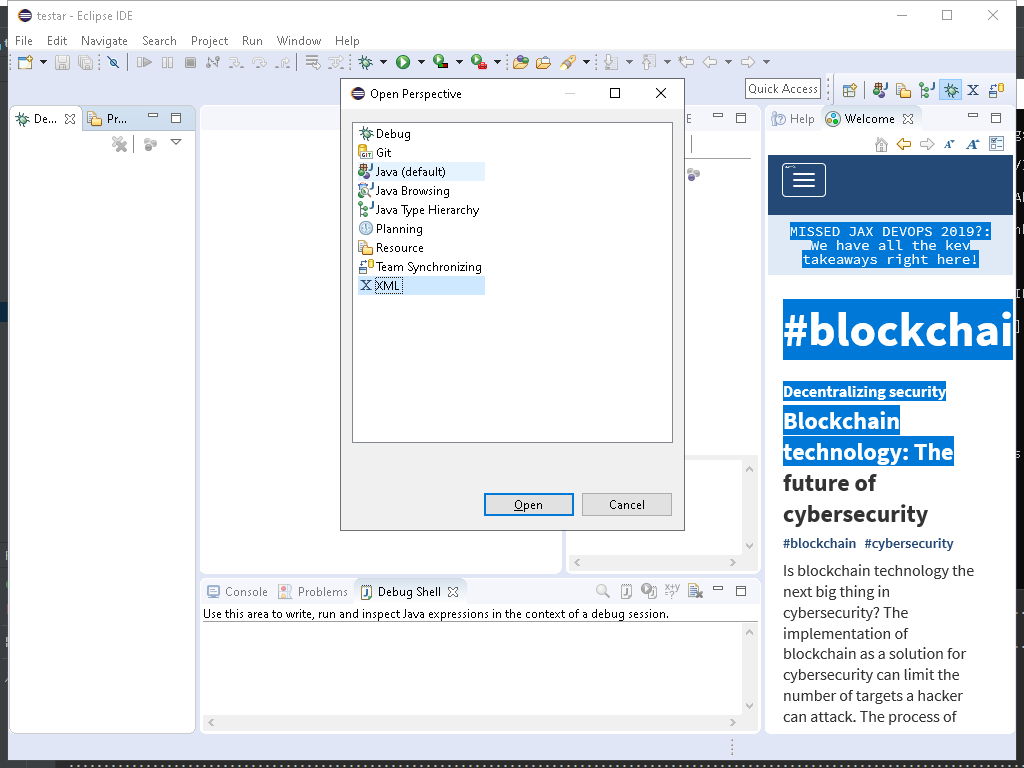 testar - Eclipse IDE
File Edit Navigate Search Project Run Window Help
Quick Access
De...
Pr...
Open Perspective
Debug
Git
Java (default)
Java Browsing
Java Type Hierarchy
Planning
Resource
Team Synchronizing
XML
Open
Cancel
Help
Welcome
MISSED JAX DEVOPS 2019?:
We have all the key
takeaways right here!
#blockchai
Decentralizing security
Blockchain
technology: The
future of
cybersecurity
#blockchain #cybersecurity
Is blockchain technology the
next big thing in
cybersecurity? The
implementation of
blockchain as a solution for
cybersecurity can limit the
number of targets a hacker
can attack. The process of
Console
Problems
Debug Shell
Use this area to write, run and inspect Java expressions in the context of a debug session.